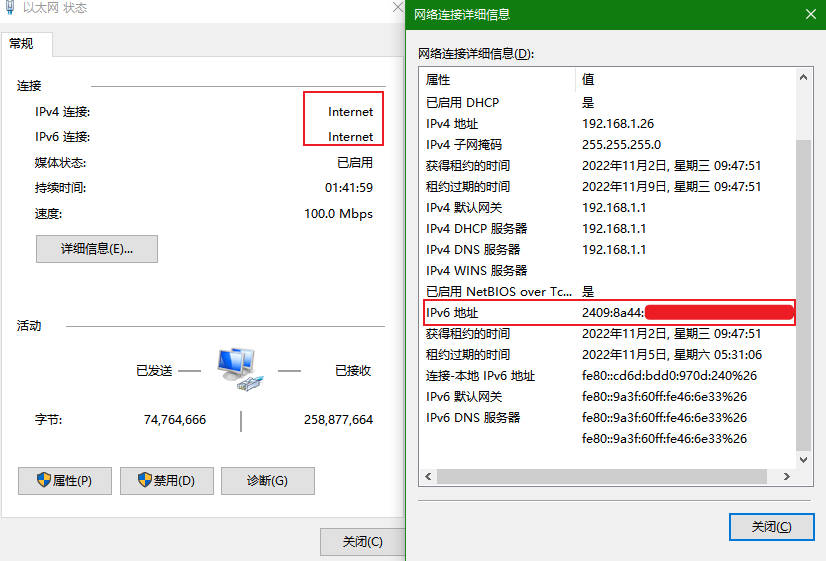 以太网 状态
常规
连接
IPv4 连接: Internet
IPv6 连接: Internet
媒体状态: 已启用
持续时间: 01:41:59
速度: 100.0 Mbps
详细信息(E)...
活动
已发送 已接收
字节: 74,764,666 258,877,664
属性(P) 禁用(D) 诊断(G)
关闭(C)
网络连接详细信息
网络连接详细信息(D):
属性 值
已启用 DHCP 是
IPv4 地址 192.168.1.26
IPv4 子网掩码 255.255.255.0
获得租约的时间 2022年11月2日, 星期三 09:47:51
租约过期的时间 2022年11月9日, 星期三 09:47:51
IPv4 默认网关 192.168.1.1
IPv4 DHCP 服务器 192.168.1.1
IPv4 DNS 服务器 192.168.1.1
IPv4 WINS 服务器
已启用 NetBIOS over Tc... 是
IPv6 地址 2409:8a44:
获得租约的时间 2022年11月2日, 星期三 09:47:51
租约过期的时间 2022年11月5日, 星期六 05:31:06
连接-本地 IPv6 地址 fe80::cd6d:bdd0:970d:240%26
IPv6 默认网关 fe80::9a3f:60ff:fe46:6e33%26
IPv6 DNS 服务器 fe80::9a3f:60ff:fe46:6e33%26
fe80::9a3f:60ff:fe46:6e33%26
关闭(C)